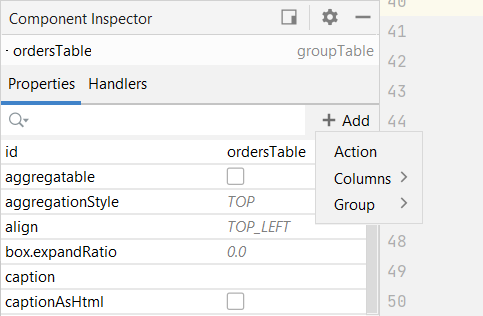 Component Inspector
· ordersTable groupTable
Properties Handlers
+ Add
id ordersTable
aggregatable
aggregationStyle TOP
align TOP_LEFT
box.expandRatio 0.0
caption
captionAsHtml
Action
Columns
Group
40
41
42
43
44
48
49
50